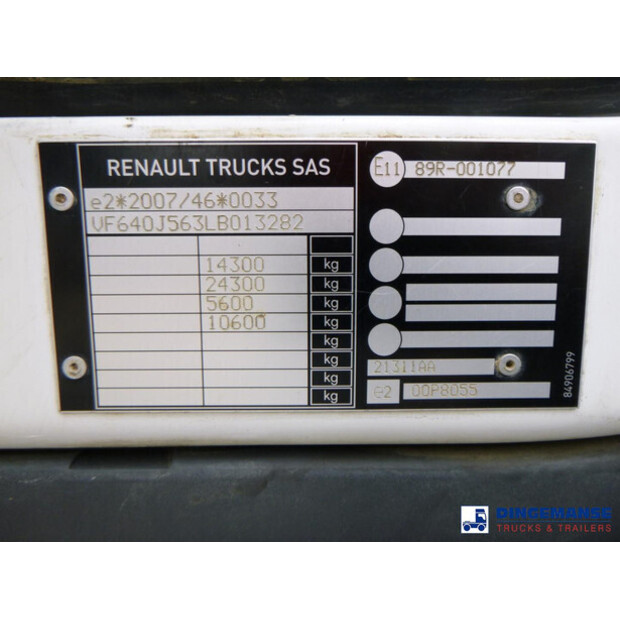 RENAULT TRUCKS SAS
e2*2007/46*0033
VF640J563LB013282
14300 kg
24300 kg
5600 kg
10600 kg
kg
kg
kg
kg
E11 89R-001077
21311AA
e2 00P8055
84906799
DINGEMANSE
TRUCKS & TRAILERS